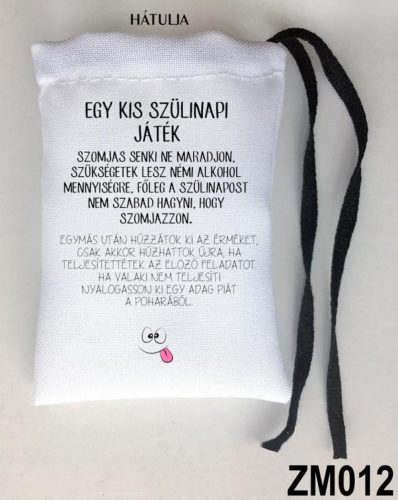 HÁTULJA
EGY KIS SZÜLINAPI
JÁTÉK
SZOMJAS SENKI NE MARADJON.
SZÜKSÉGETEK LESZ NÉMI ALKOHOL
MENNYISÉGRE, FŐLEG A SZÜLINAPOST
NEM SZABAD HAGYNI, HOGY
SZOMJAZZON.
EGYMÁS UTÁN HÚZZÁTOK KI AZ ÉRMÉKET,
CSAK AKKOR HÚZHATTOK ÚJRA, HA
TELJESÍTETTÉTEK AZ ELOZO FELADATOT
HA VALAKI NEM TELJESÍTI
NYALOGASSON KI EGY ADAG PIÁT
A POHARÁBÓL.
ZM012